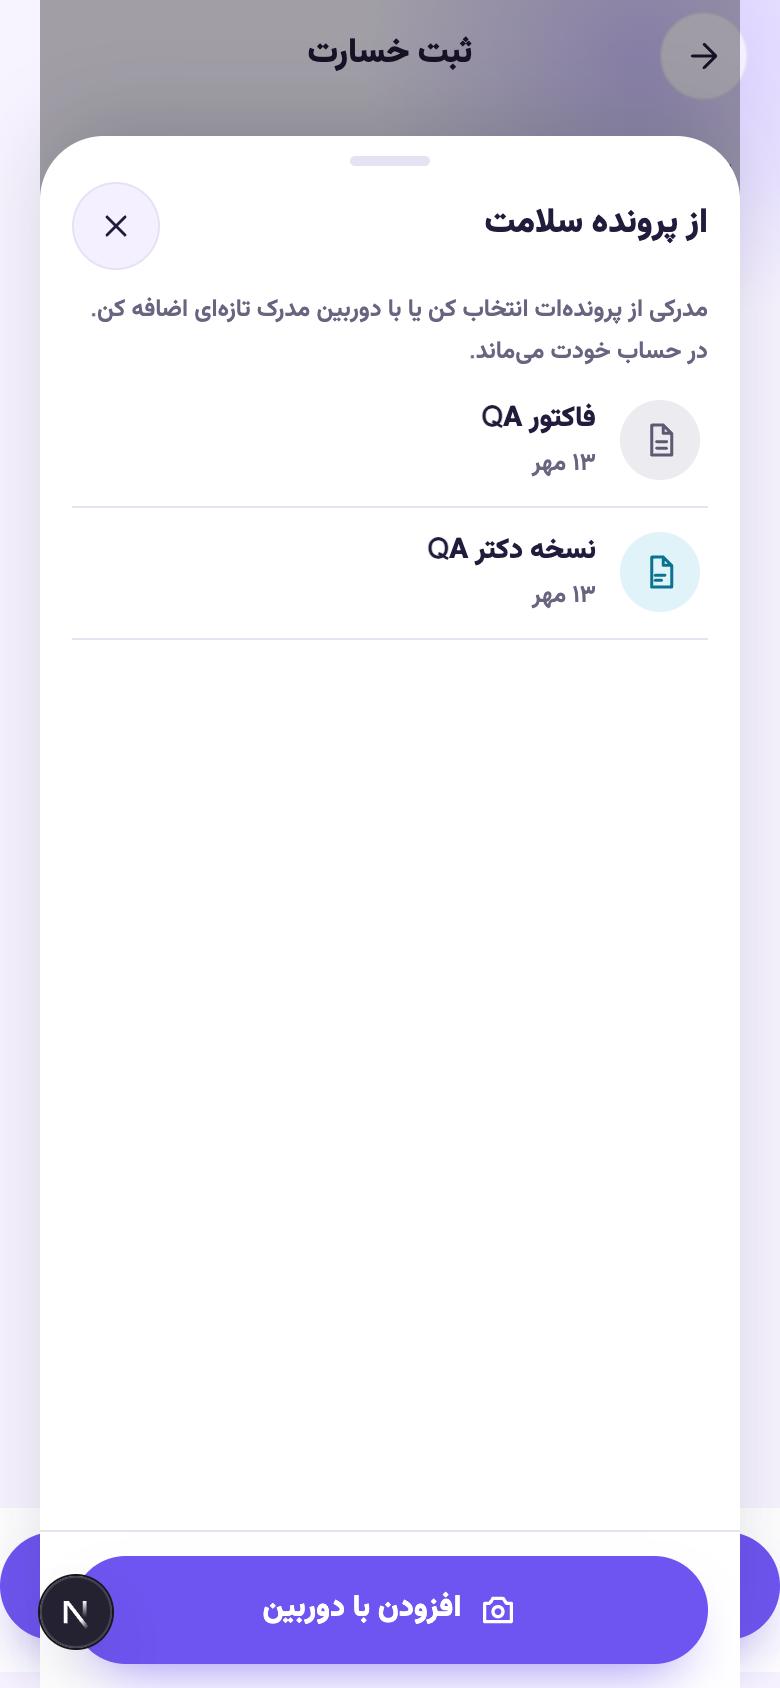 ثبت خسارت
از پرونده سلامت
مدرکی از پرونده‌ات انتخاب کن یا با دوربین مدرک تازه‌ای اضافه کن.
در حساب خودت می‌ماند.
فاکتور QA
۱۳ مهر
نسخه دکتر QA
۱۳ مهر
افزودن با دوربین
N